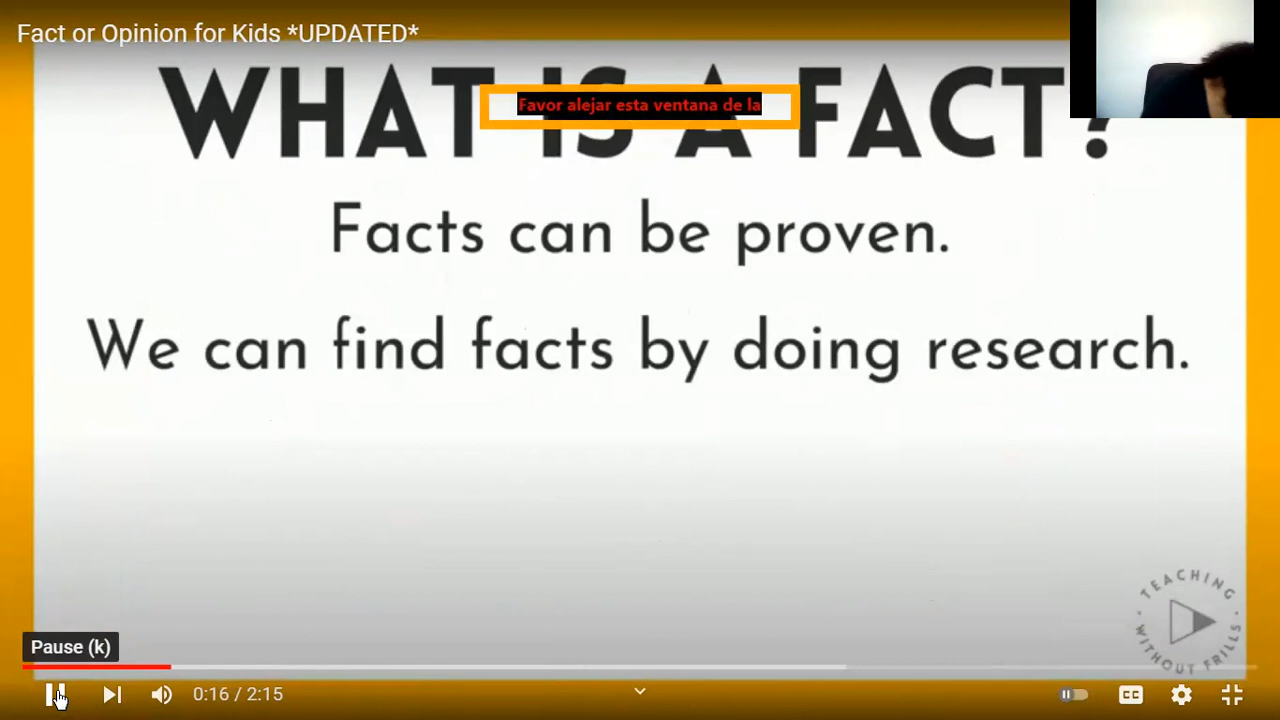 Fact or Opinion for Kids *UPDATED*
WHAT IS A FACT?
Favor alejar esta ventana de la
Facts can be proven.
We can find facts by doing research.
TEACHING
WITHOUT FRILLS
Pause (k)
0:16 / 2:15
CC